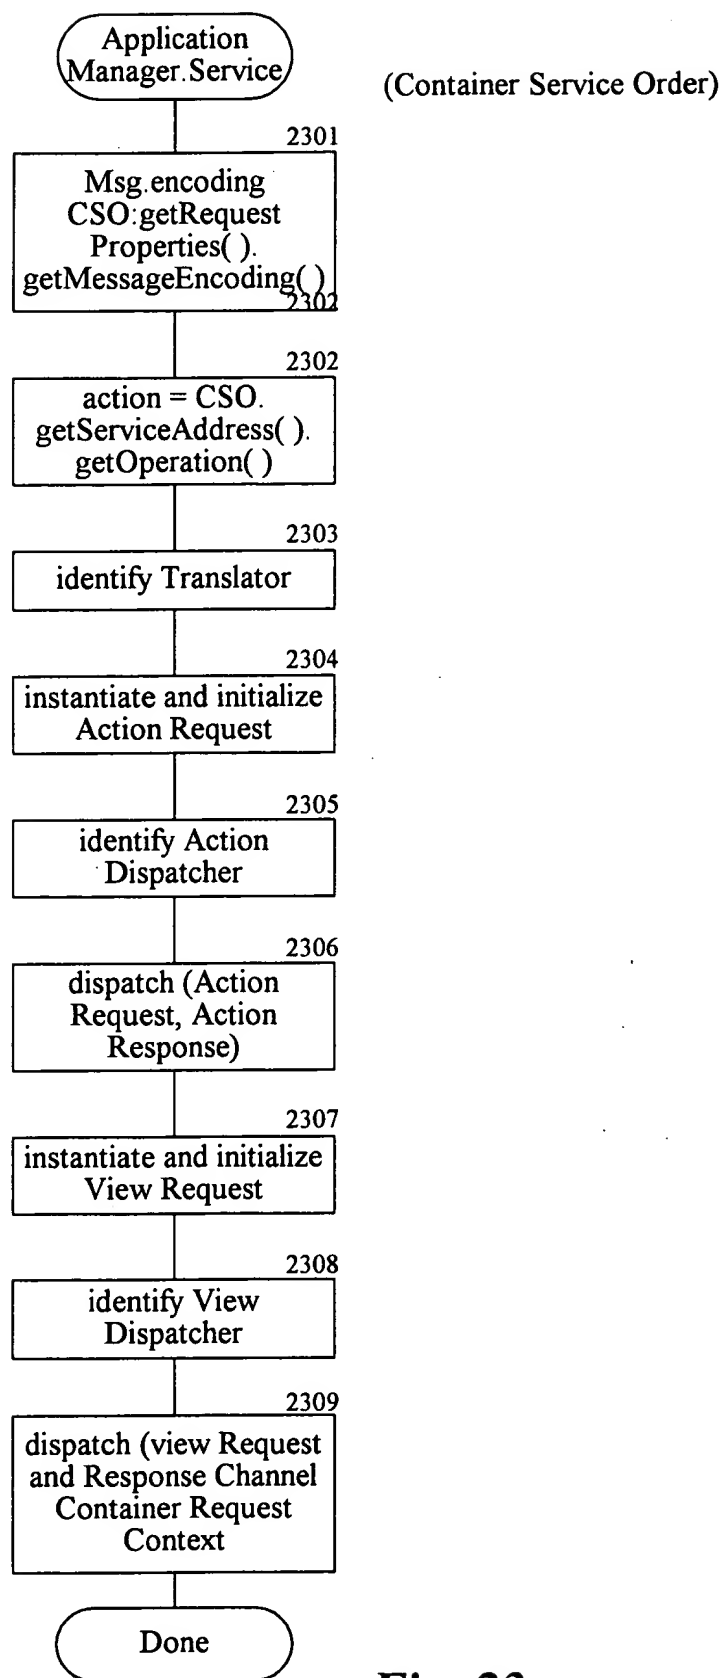 Application
Manager.Service
(Container Service Order)
2301
Msg.encoding
CSO:getRequest
Properties( ).
getMessageEncoding( )
2302
2302
action = CSO.
getServiceAddress( ).
getOperation( )
2303
identify Translator
2304
instantiate and initialize
Action Request
2305
identify Action
Dispatcher
2306
dispatch (Action
Request, Action
Response)
2307
instantiate and initialize
View Request
2308
identify View
Dispatcher
2309
dispatch (view Request
and Response Channel
Container Request
Context
Done
Fig. 23